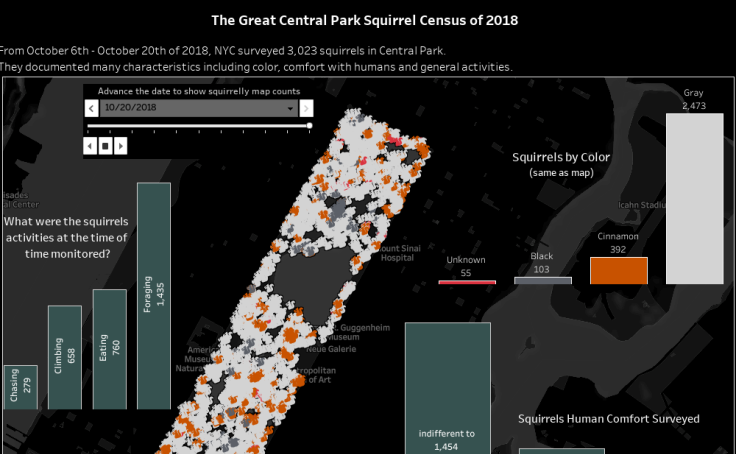 The Great Central Park Squirrel Census of 2018
From October 6th - October 20th of 2018, NYC surveyed 3,023 squirrels in Central Park.
They documented many characteristics including color, comfort with humans and general activities.
Advance the date to show squirrelly map counts
10/20/2018
Gray
2,473
Squirrels by Color
(same as map)
Icahn Stadiu
isades
al Center
What were the squirrels
activities at the time of
time monitored?
ount Sinai
Hospital
Cinnamon
392
Black
103
Unknown
55
Foraging
1,435
Eating
760
Climbing
658
Chasing
279
R. Guggenheim
Museum
Neue Galerie
Americ
Museu
Natura
tropolitan
of Art
Squirrels Human Comfort Surveyed
indifferent to
1,454